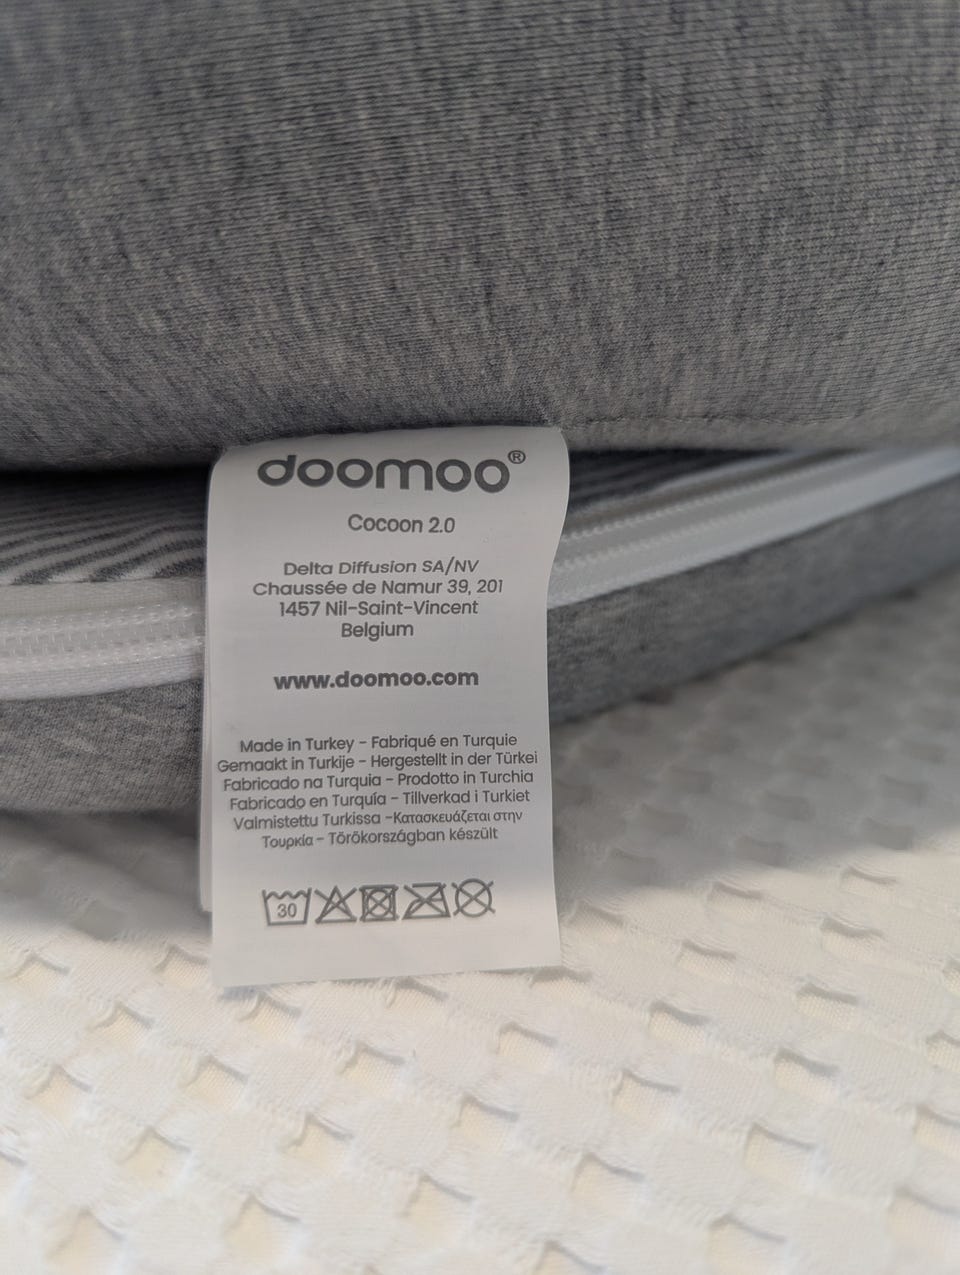 doomoo®
Cocoon 2.0
Delta Diffusion SA/NV
Chaussée de Namur 39, 201
1457 Nil-Saint-Vincent
Belgium
www.doomoo.com
Made in Turkey - Fabriqué en Turquie
Gemaakt in Turkije - Hergestellt in der Türkei
Fabricado na Turquia - Prodotto in Turchia
Fabricado en Turquía - Tillverkad i Turkiet
Valmistettu Turkissa -Κατασκευάζεται στην
Τουρκία - Törökországban készült
30